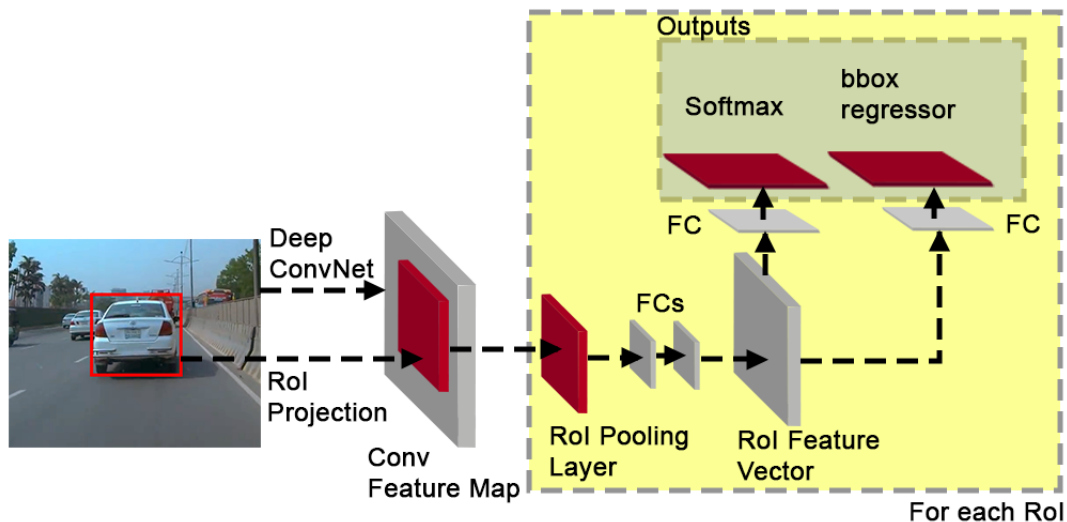 Outputs
Softmax
bbox
regressor
FC
FC
Deep
ConvNet
RoI
Projection
Conv
Feature Map
FCs
RoI Pooling
Layer
RoI Feature
Vector
For each RoI